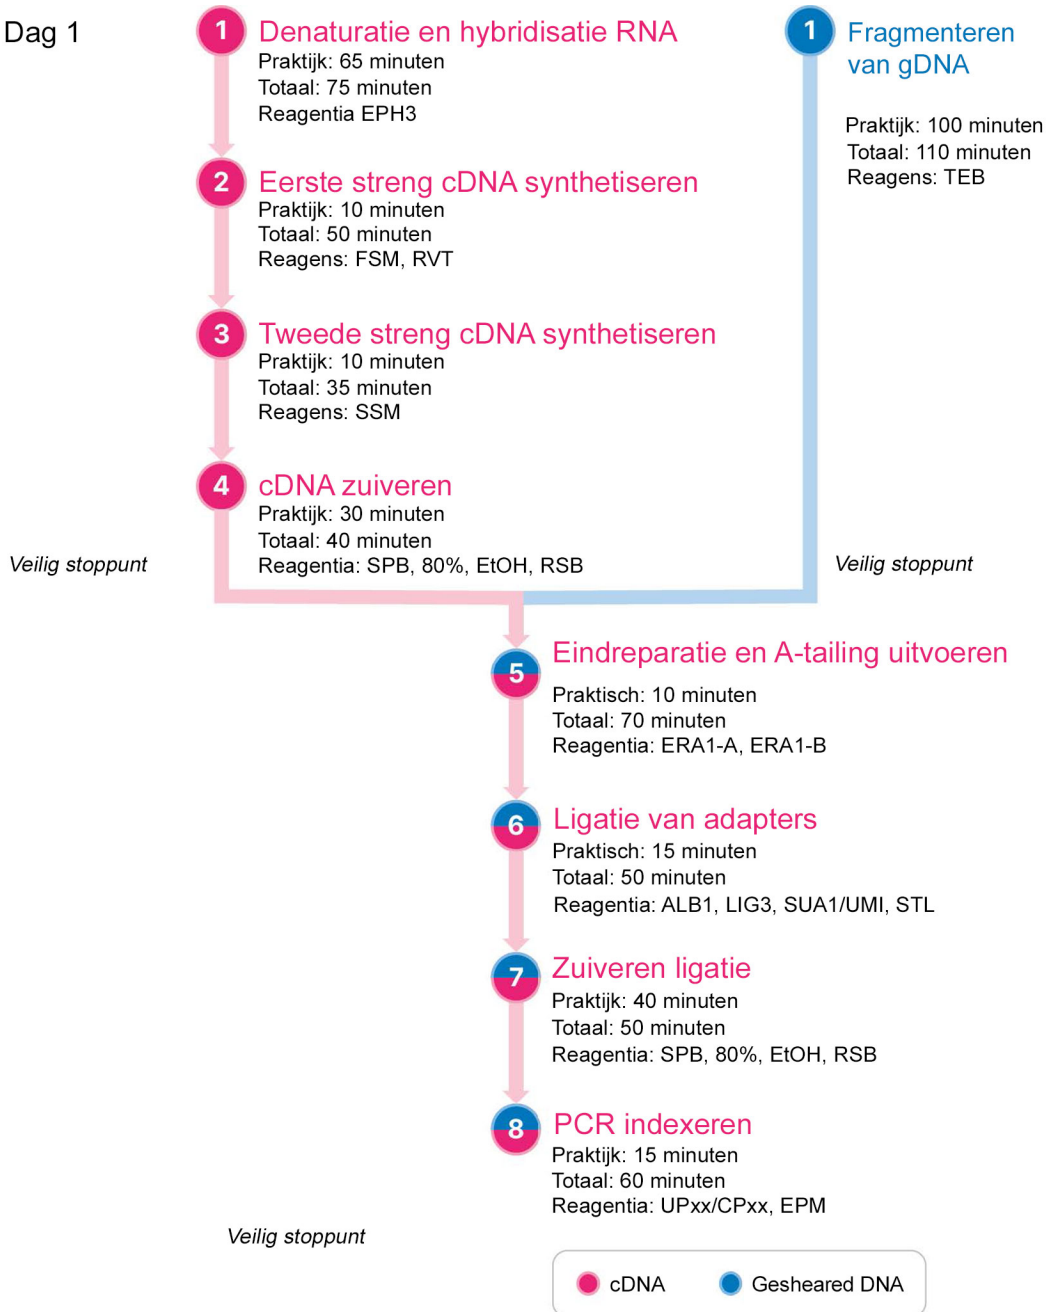 Dag 1
1
Denaturatie en hybridisatie RNA
Praktijk: 65 minuten
Totaal: 75 minuten
Reagentia EPH3
1
Fragmenteren
van gDNA
Praktijk: 100 minuten
Totaal: 110 minuten
Reagens: TEB
2
Eerste streng cDNA synthetiseren
Praktijk: 10 minuten
Totaal: 50 minuten
Reagens: FSM, RVT
3
Tweede streng cDNA synthetiseren
Praktijk: 10 minuten
Totaal: 35 minuten
Reagens: SSM
4
cDNA zuiveren
Praktijk: 30 minuten
Totaal: 40 minuten
Reagentia: SPB, 80%, EtOH, RSB
Veilig stoppunt
Veilig stoppunt
5
Eindreparatie en A-tailing uitvoeren
Praktisch: 10 minuten
Totaal: 70 minuten
Reagentia: ERA1-A, ERA1-B
6
Ligatie van adapters
Praktisch: 15 minuten
Totaal: 50 minuten
Reagentia: ALB1, LIG3, SUA1/UMI, STL
7
Zuiveren ligatie
Praktijk: 40 minuten
Totaal: 50 minuten
Reagentia: SPB, 80%, EtOH, RSB
8
PCR indexeren
Praktijk: 15 minuten
Totaal: 60 minuten
Reagentia: UPxx/CPxx, EPM
Veilig stoppunt
cDNA
Gesheared DNA